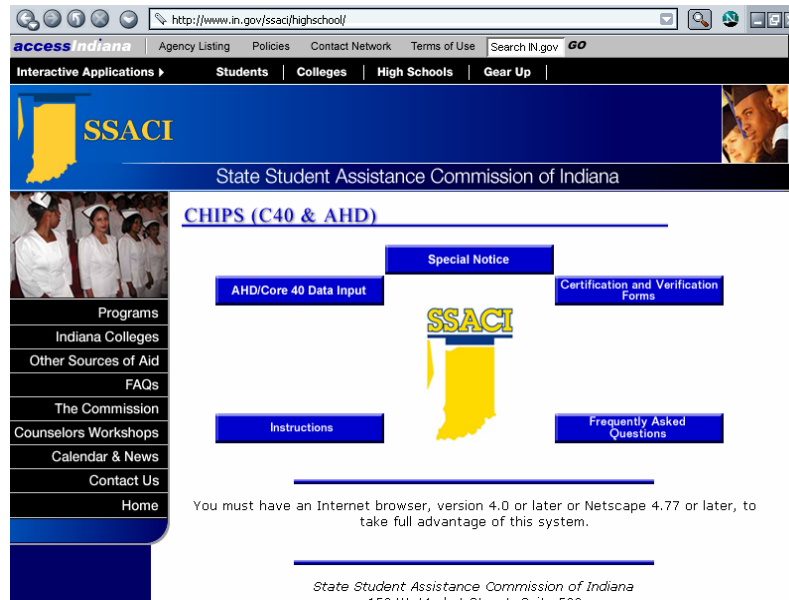 http://www.in.gov/ssaci/highschool/
accessIndiana Agency Listing Policies Contact Network Terms of Use Search IN.gov GO
Interactive Applications Students Colleges High Schools Gear Up
SSACI
State Student Assistance Commission of Indiana
CHIPS (C40 & AHD)
Special Notice
AHD/Core 40 Data Input
Certification and Verification
Forms
SSACI
Programs
Indiana Colleges
Other Sources of Aid
FAQs
The Commission
Counselors Workshops
Calendar & News
Contact Us
Home
Instructions
Frequently Asked
Questions
You must have an Internet browser, version 4.0 or later or Netscape 4.77 or later, to
take full advantage of this system.
State Student Assistance Commission of Indiana